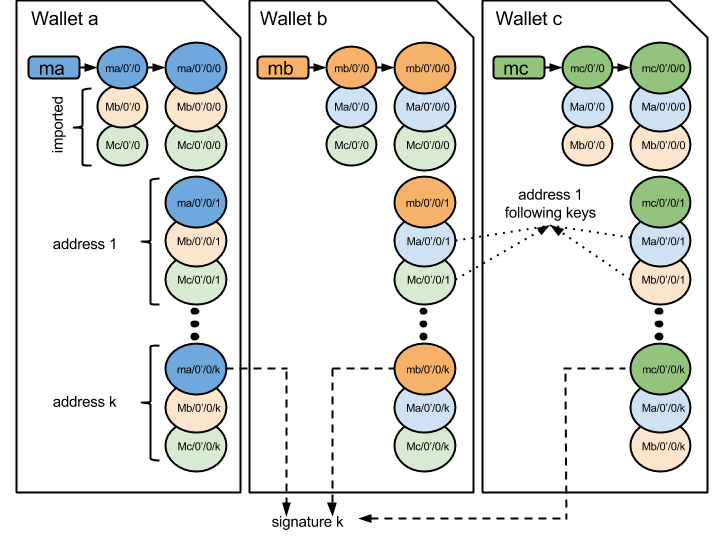 Wallet a
ma
ma/0'/0
ma/0'/0/0
imported
Mb/0'/0
Mb/0'/0/0
Mc/0'/0
Mc/0'/0/0
address 1
ma/0'/0/1
Mb/0'/0/1
Mc/0'/0/1
address k
ma/0'/0/k
Mb/0'/0/k
Mc/0'/0/k
Wallet b
mb
mb/0'/0
mb/0'/0/0
Ma/0'/0
Ma/0'/0/0
Mc/0'/0
Mc/0'/0/0
mb/0'/0/1
Ma/0'/0/1
Mc/0'/0/1
mb/0'/0/k
Ma/0'/0/k
Mc/0'/0/k
Wallet c
mc
mc/0'/0
mc/0'/0/0
Ma/0'/0
Ma/0'/0/0
Mb/0'/0
Mb/0'/0/0
address 1
following keys
mc/0'/0/1
Ma/0'/0/1
Mb/0'/0/1
mc/0'/0/k
Ma/0'/0/k
Mb/0'/0/k
signature k